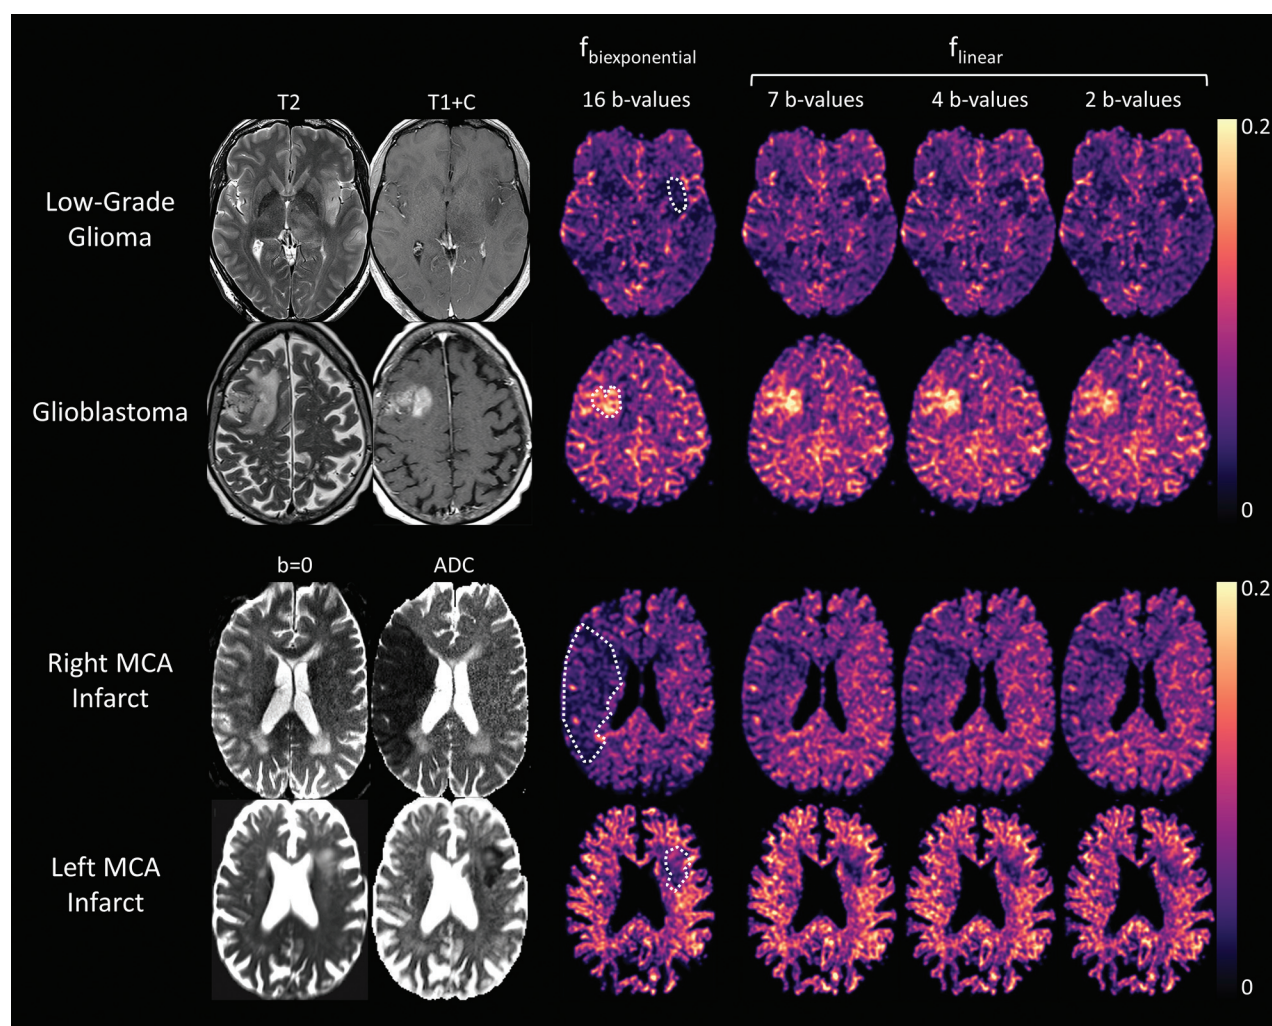 f_biexponential
f_linear
T2 T1+C 16 b-values 7 b-values 4 b-values 2 b-values
0.2
Low-Grade
Glioma
Glioblastoma
0
b=0 ADC
0.2
Right MCA
Infarct
Left MCA
Infarct
0